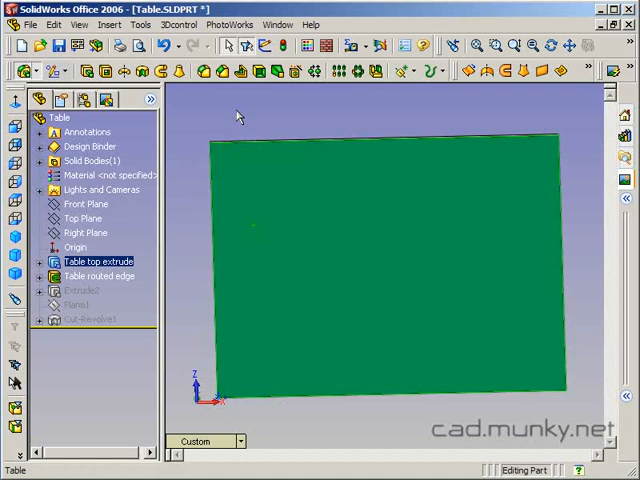 SolidWorks Office 2006 - [Table.SLDPRT *]
File Edit View Insert Tools 3Dcontrol PhotoWorks Window Help
Table
Annotations
Design Binder
Solid Bodies(1)
Material <not specified>
Lights and Cameras
Front Plane
Top Plane
Right Plane
Origin
Table top extrude
Table routed edge
Extrude2
Plane1
Cut-Revolve1
Z
X
Custom
cad.munky.net
Table
Editing Part